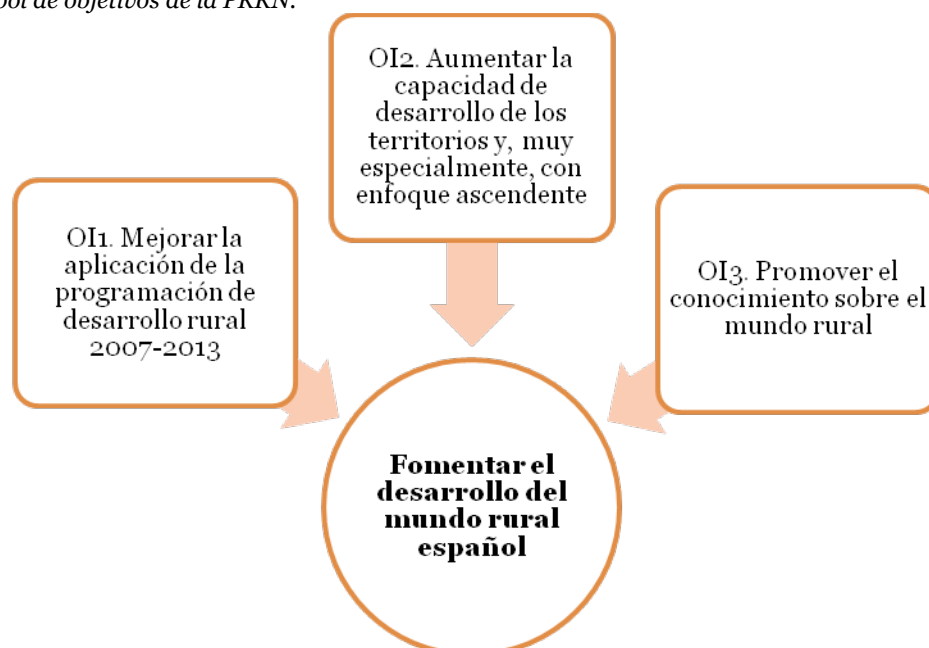 ool de objetivos de la PRRN.
OI2. Aumentar la
capacidad de
desarrollo de los
territorios y, muy
especialmente, con
enfoque ascendente
OI1. Mejorar la
aplicación de la
programación de
desarrollo rural
2007-2013
OI3. Promover el
conocimiento sobre el
mundo rural
Fomentar el
desarrollo del
mundo rural
español